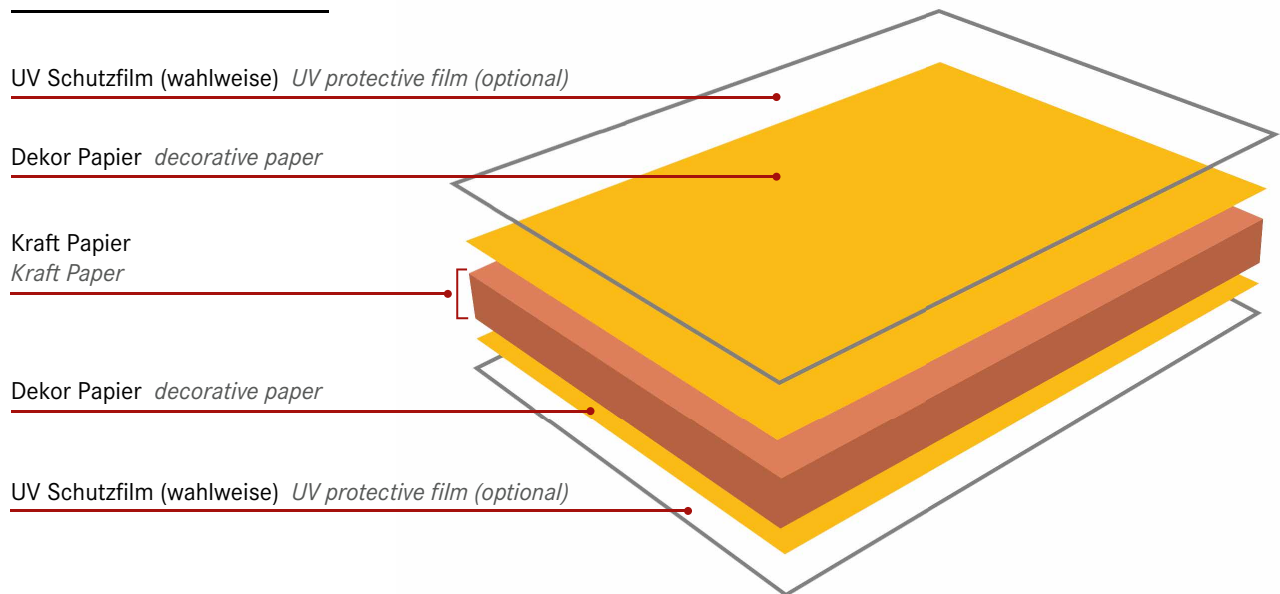 UV Schutzfilm (wahlweise) UV protective film (optional)
Dekor Papier decorative paper
Kraft Papier
Kraft Paper
Dekor Papier decorative paper
UV Schutzfilm (wahlweise) UV protective film (optional)